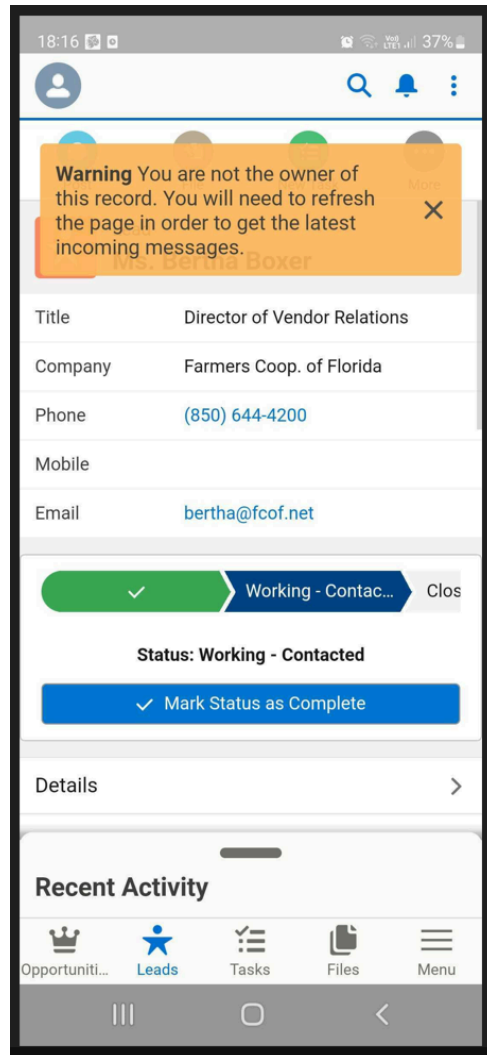 18:16 37%
Warning You are not the owner of
this record. You will need to refresh
the page in order to get the latest
incoming messages.
Ms. Bertha Boxer
Title Director of Vendor Relations
Company Farmers Coop. of Florida
Phone (850) 644-4200
Mobile
Email bertha@fcof.net
Working - Contac... Clos
Status: Working - Contacted
Mark Status as Complete
Details
Recent Activity
Opportuniti... Leads Tasks Files Menu